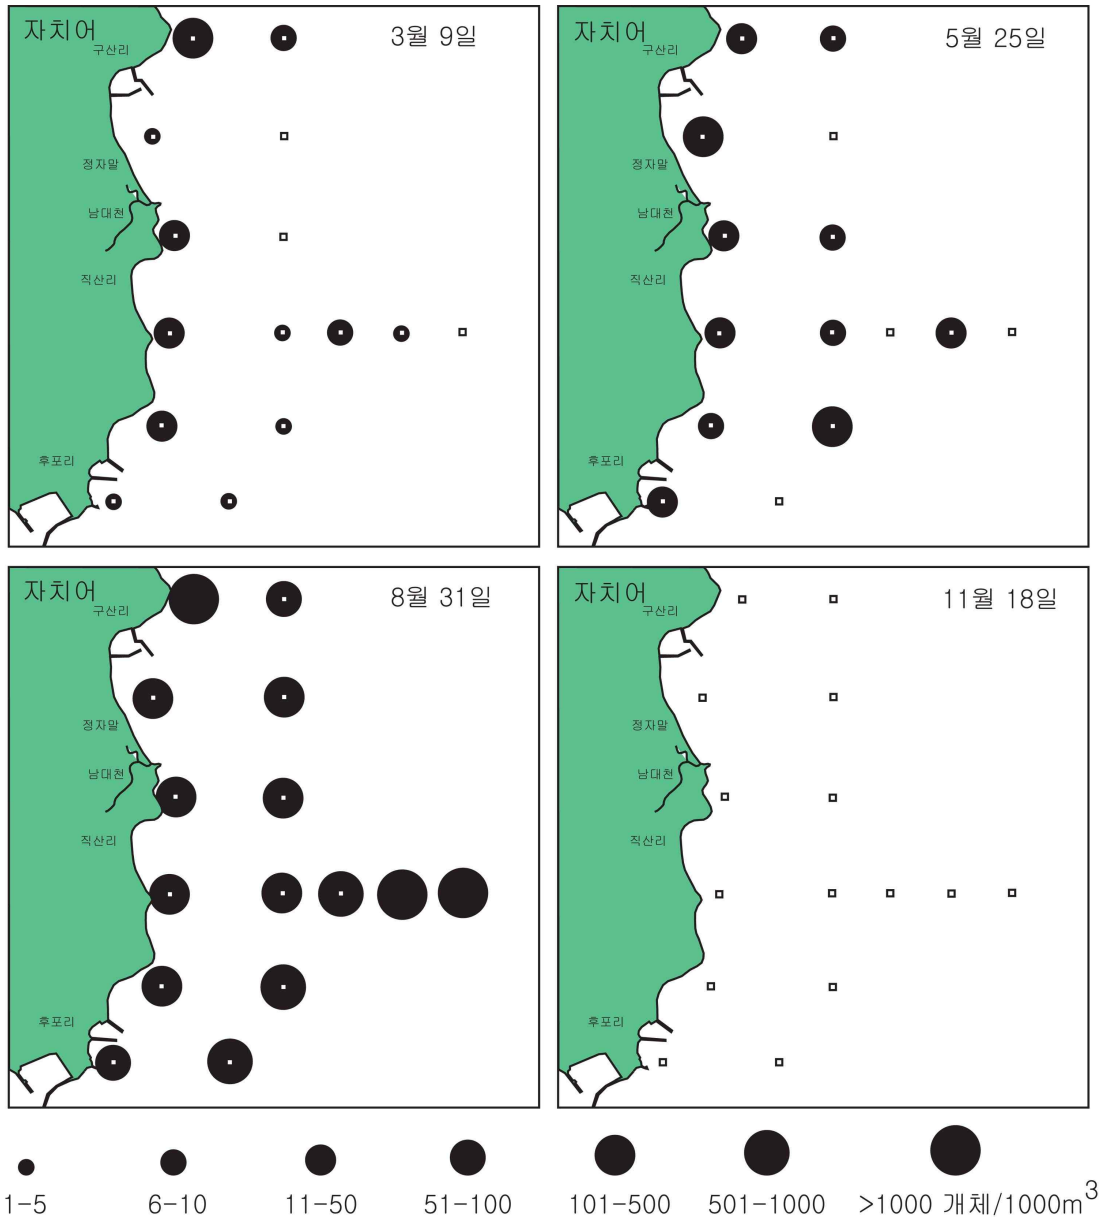 자치어
구산리
3월 9일
정자말
남대천
직산리
후포리
자치어
구산리
5월 25일
정자말
남대천
직산리
후포리
자치어
구산리
8월 31일
정자말
남대천
직산리
후포리
자치어
구산리
11월 18일
정자말
남대천
직산리
후포리
1-5 6-10 11-50 51-100 101-500 501-1000 >1000 개체/1000m³